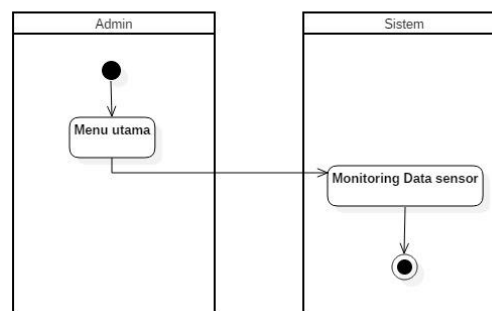 Admin
Sistem
Menu utama
Monitoring Data sensor